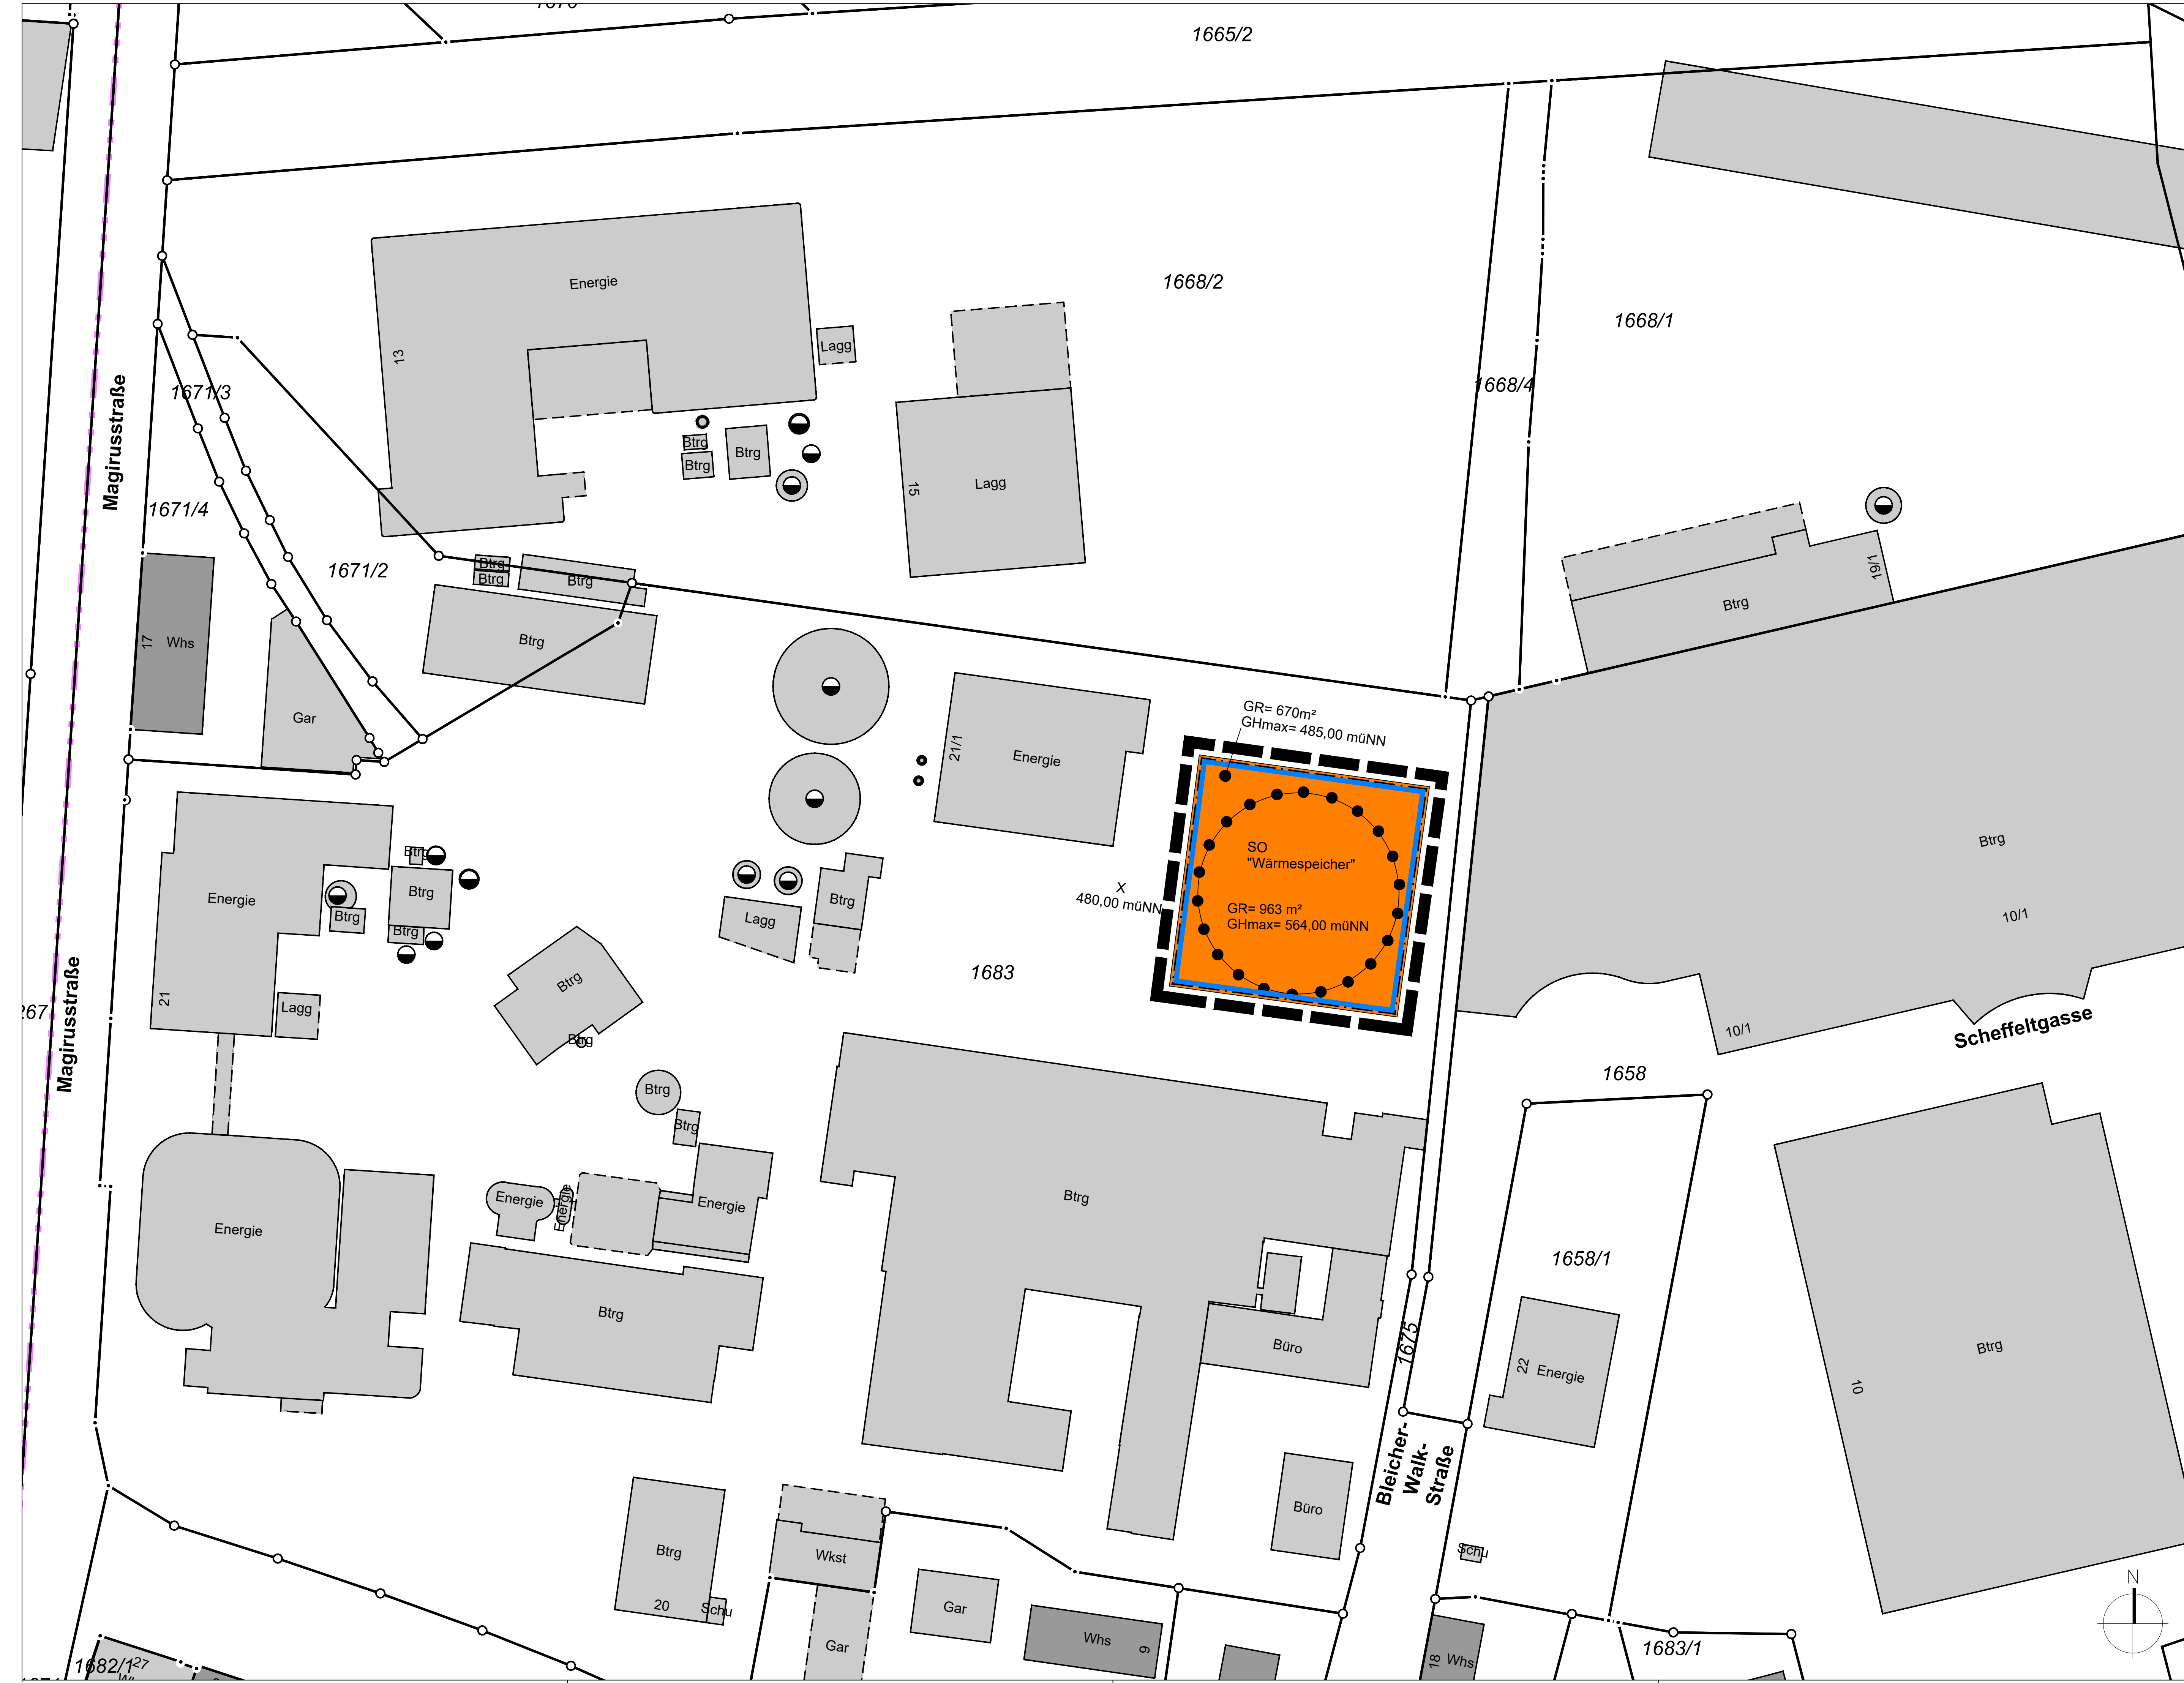 1665/2
Energie
1668/2
13
Lagg
1668/1
1668/4
1671/3
Magirusstraße
Btrg
Btrg
Btrg
15
Lagg
1671/4
1671/2
Btrg
Btrg
Btrg
19/1
Btrg
17
Whs
Btrg
Gar
GR= 670m²
GHmax= 485,00 müNN
21/1
Energie
SO
"Wärmespeicher"
X
480,00 müNN
GR= 963 m²
GHmax= 564,00 müNN
Btrg
10/1
Btrg
Energie
Btrg
Btrg
Btrg
Lagg
Btrg
1683
21
Lagg
Btrg
Btrg
Magirusstraße
10/1
Scheffeltgasse
1658
Btrg
Btrg
Energie
Energie
Energie
Energie
Btrg
1658/1
Btrg
Büro
1675
22
Energie
10
Btrg
Bleicher-
Walk-
Straße
Büro
Btrg
20
Schu
Wkst
Gar
Gar
Whs
9
Schu
18
Whs
1683/1
1682/1
27
N